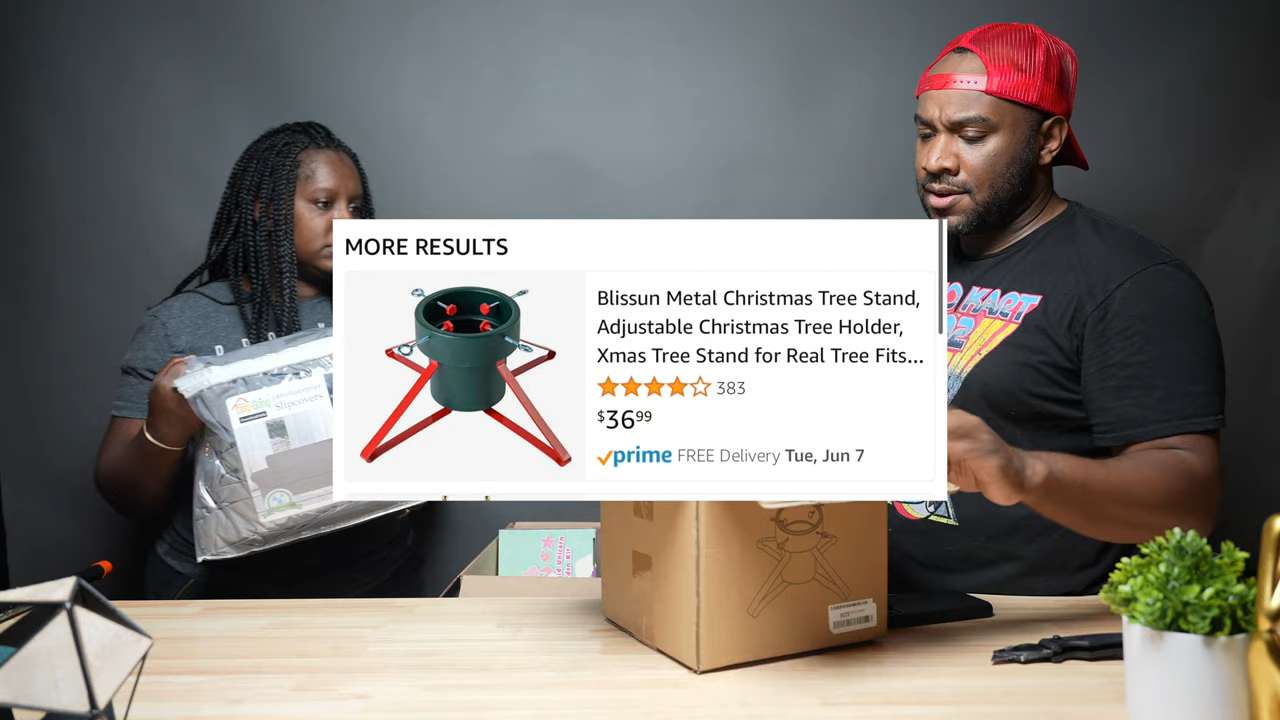 MORE RESULTS
Blissun Metal Christmas Tree Stand,
Adjustable Christmas Tree Holder,
Xmas Tree Stand for Real Tree Fits...
383
$36.99
prime FREE Delivery Tue, Jun 7
Slipcovers
KART